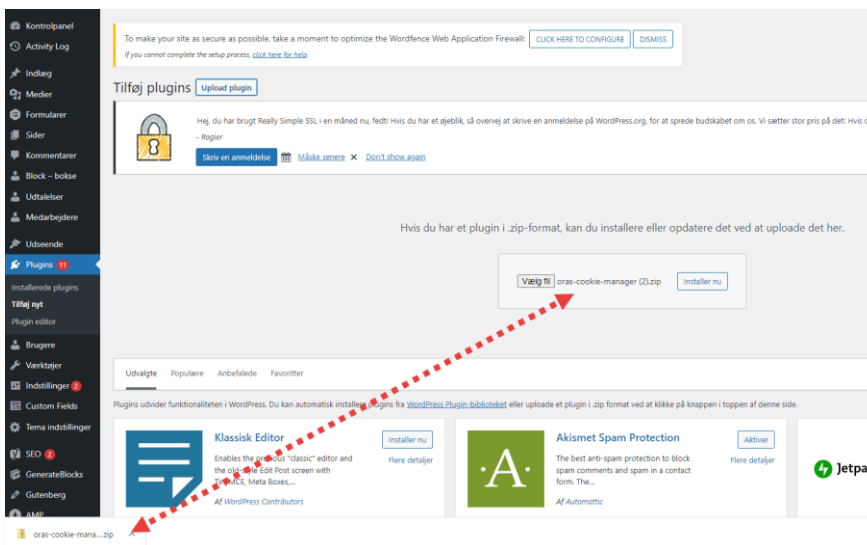 Kontrolpanel
Activity Log
Indlæg
Medier
Formularer
Sider
Kommentarer
Block – bokse
Udtalelser
Medarbejdere
Udseende
Plugins 11
Installerede plugins
Tilføj nyt
Plugin editor
Brugere
Værktøjer
Indstillinger 2
Custom Fields
Tema indstillinger
SEO 2
GenerateBlocks
Gutenberg
AMP
To make your site as secure as possible, take a moment to optimize the Wordfence Web Application Firewall: CLICK HERE TO CONFIGURE DISMISS
If you cannot complete the setup process, click here for help.
Tilføj plugins Upload plugin
Hej, du har brugt Really Simple SSL i en måned nu, fedt! Hvis du har et øjeblik, så overvej at skrive en anmeldelse på WordPress.org, for at sprede budskabet om os. Vi sætter stor pris på det! Hvis
- Rogier
Skriv en anmeldelse Måske senere Don't show again
Hvis du har et plugin i .zip-format, kan du installere eller opdatere det ved at uploade det her.
Vælg fil oras-cookie-manager (2).zip Installer nu
Udvalgte Populære Anbefalede Favoritter
Plugins udvider funktionaliteten i WordPress. Du kan automatisk installere plugins fra WordPress Plugin-biblioteket eller uploade et plugin i .zip format ved at klikke på knappen i toppen af denne side.
Klassisk Editor
Installer nu
Enables the previous "classic" editor and
Flere detaljer
the old-style Edit Post screen with
TinyMCE, Meta Boxes,...
Af WordPress Contributors
·A·
Akismet Spam Protection
Aktiver
The best anti-spam protection to block
Flere detaljer
spam comments and spam in a contact
form. The...
Af Automattic
Jetpa
oras-cookie-mana....zip